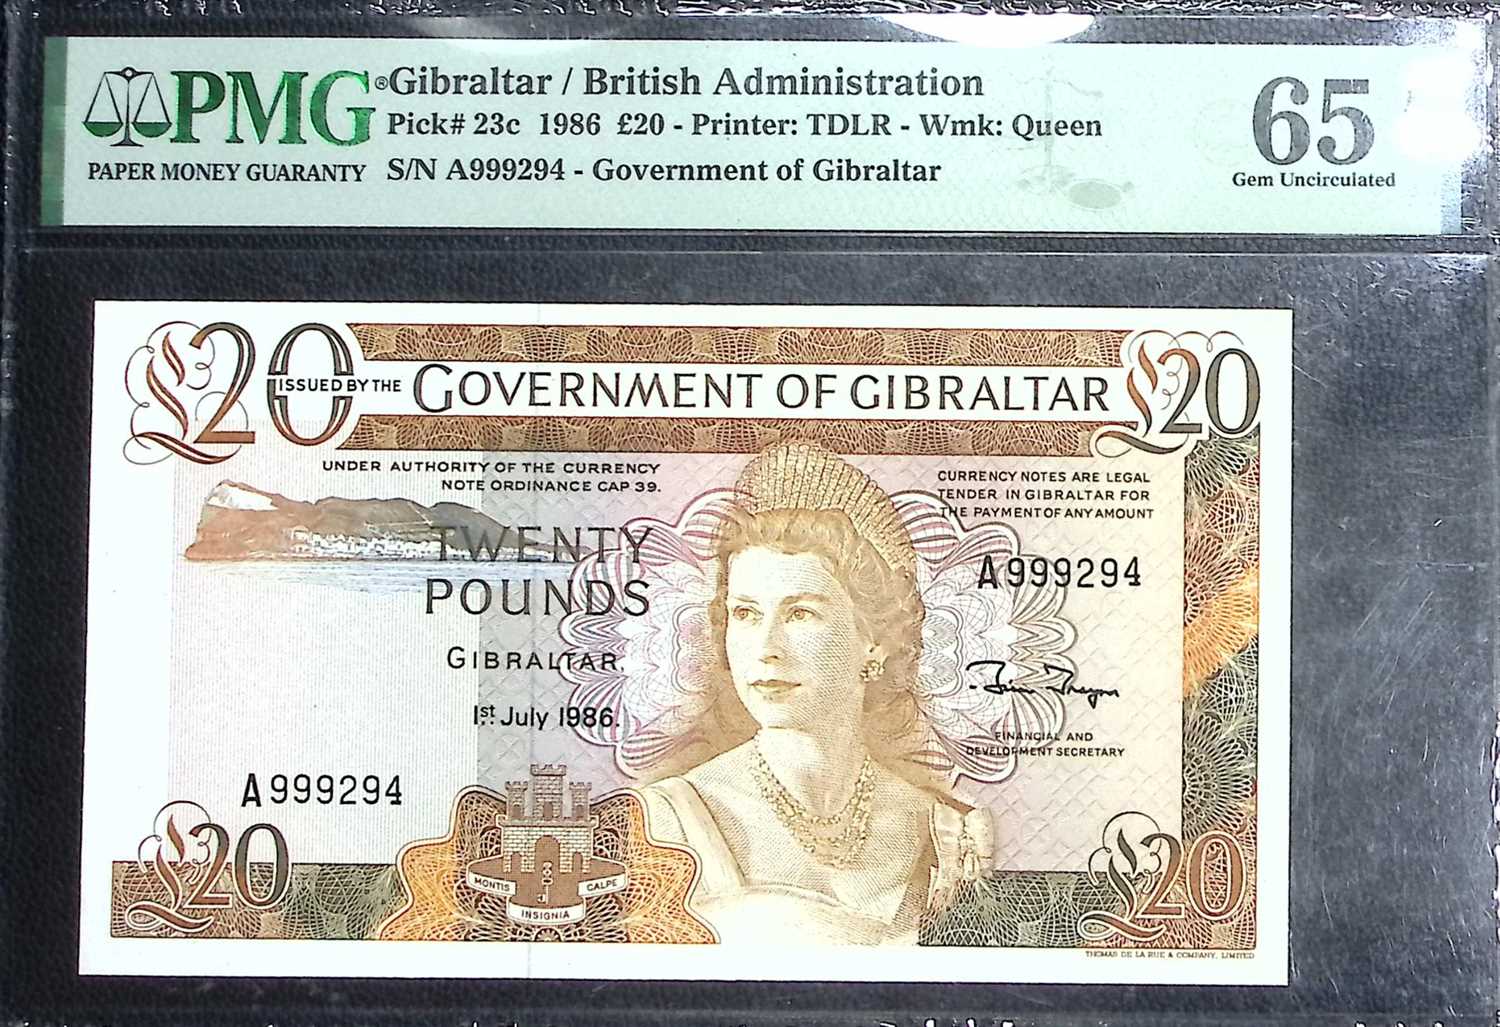 PMG®
PAPER MONEY GUARANTY
Gibraltar / British Administration
Pick# 23c 1986 £20 - Printer: TDLR - Wmk: Queen
S/N A999294 - Government of Gibraltar
65
Gem Uncirculated
£20
ISSUED BY THE GOVERNMENT OF GIBRALTAR
£20
UNDER AUTHORITY OF THE CURRENCY
NOTE ORDINANCE CAP 39.
CURRENCY NOTES ARE LEGAL
TENDER IN GIBRALTAR FOR
THE PAYMENT OF ANY AMOUNT
TWENTY
POUNDS
A999294
GIBRALTAR,
1st July 1986.
FINANCIAL AND
DEVELOPMENT SECRETARY
A999294
£20
MONTIS
CALPE
INSIGNIA
£20
THOMAS DE LA RUE & COMPANY, LIMITED